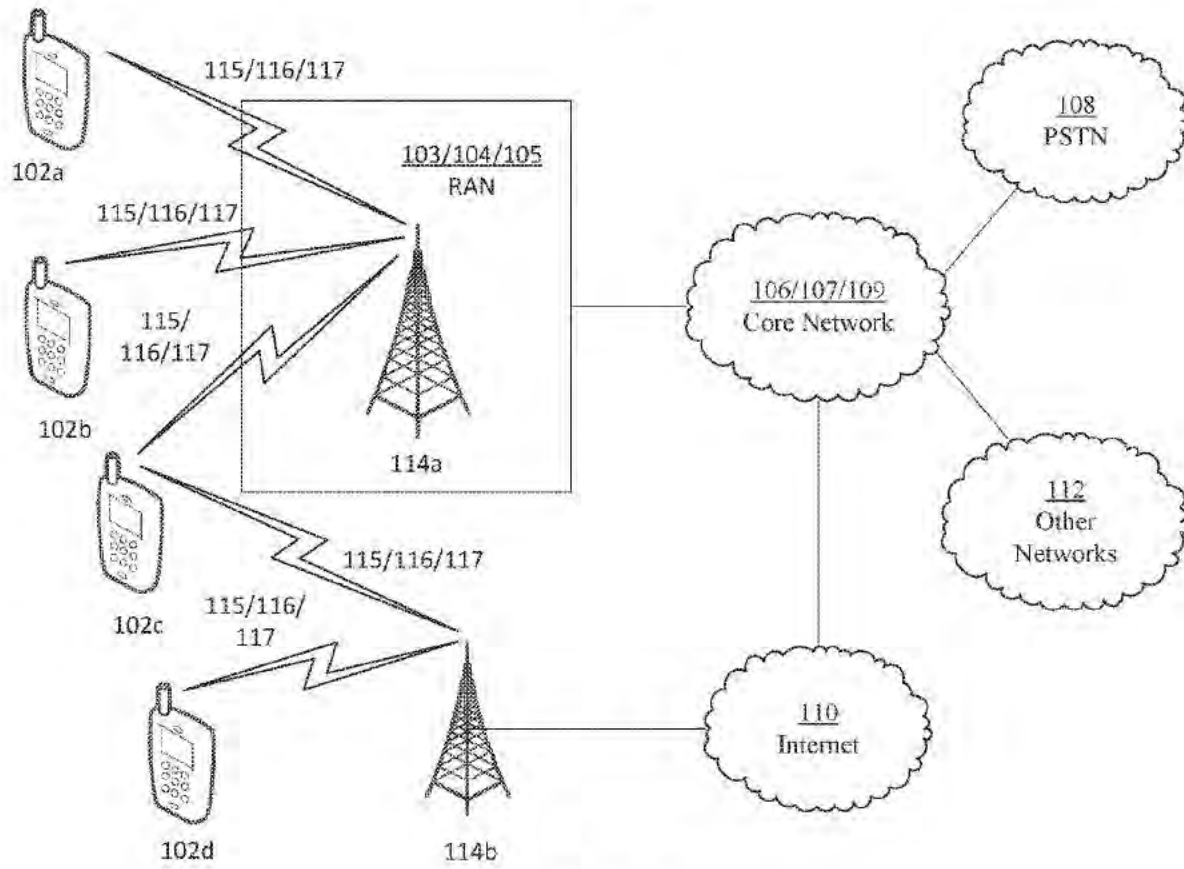 115/116/117
102a
103/104/105
RAN
108
PSTN
115/116/117
106/107/109
Core Network
115/
116/117
102b
114a
112
Other
Networks
115/116/117
102c
115/116/
117
110
Internet
102d
114b